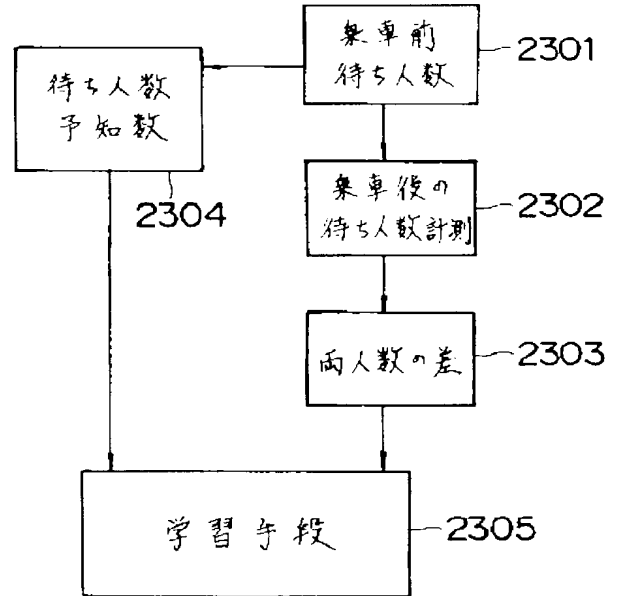 乗車前
待ち人数
2301
待ち人数
予知数
2304
乗車後の
待ち人数計測
2302
両人数の差
2303
学習手段
2305